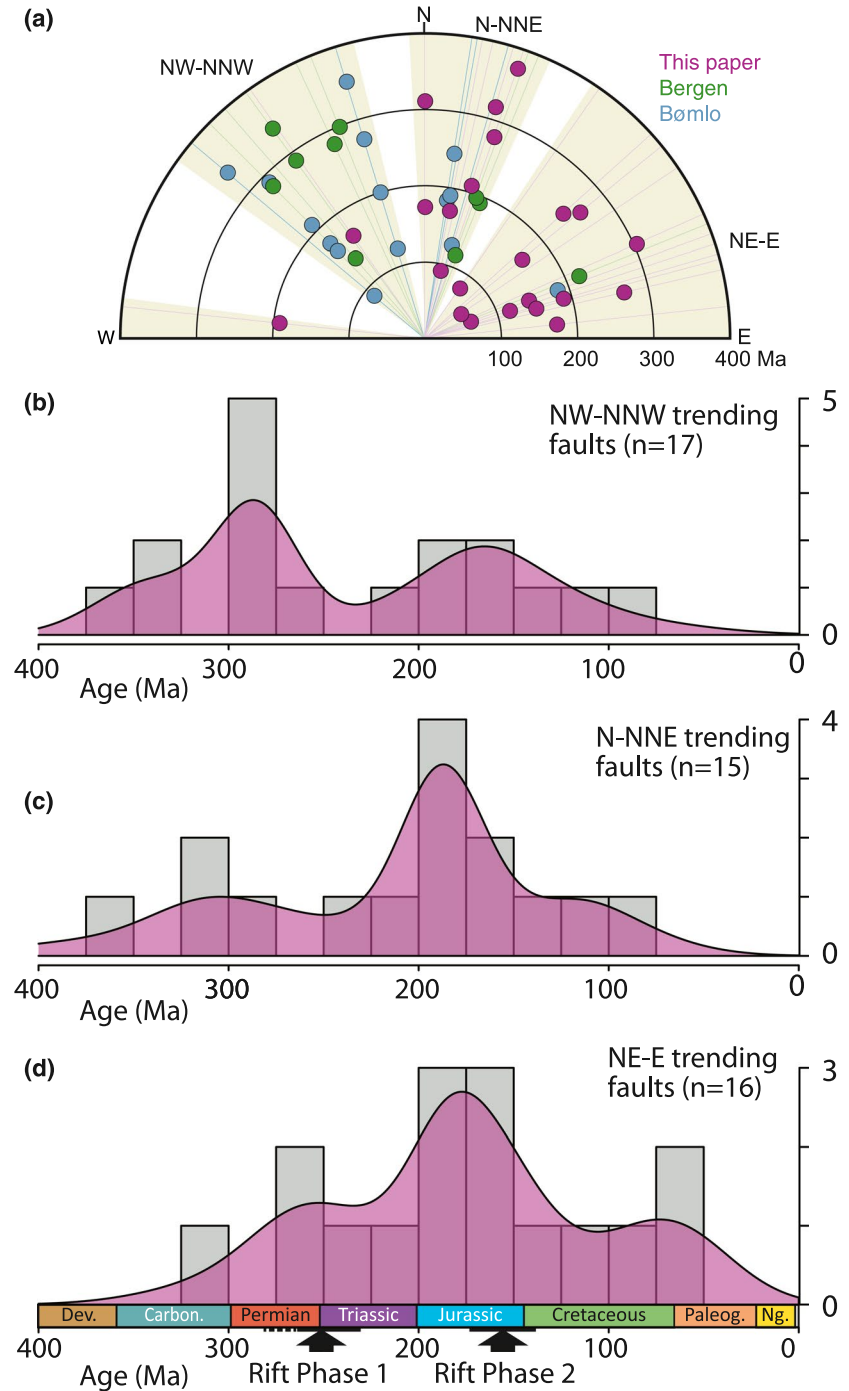 (a)
N
N-NNE
NW-NNW
This paper
Bergen
Bømlo
NE-E
W
E
100
200
300
400 Ma
(b)
NW-NNW trending
faults (n=17)
5
0
400
300
200
100
0
Age (Ma)
(c)
N-NNE trending
faults (n=15)
4
0
400
300
200
100
0
Age (Ma)
(d)
NE-E trending
faults (n=16)
3
0
Dev.
Carbon.
Permian
Triassic
Jurassic
Cretaceous
Paleog.
Ng.
400
300
200
100
0
Age (Ma)
Rift Phase 1
Rift Phase 2